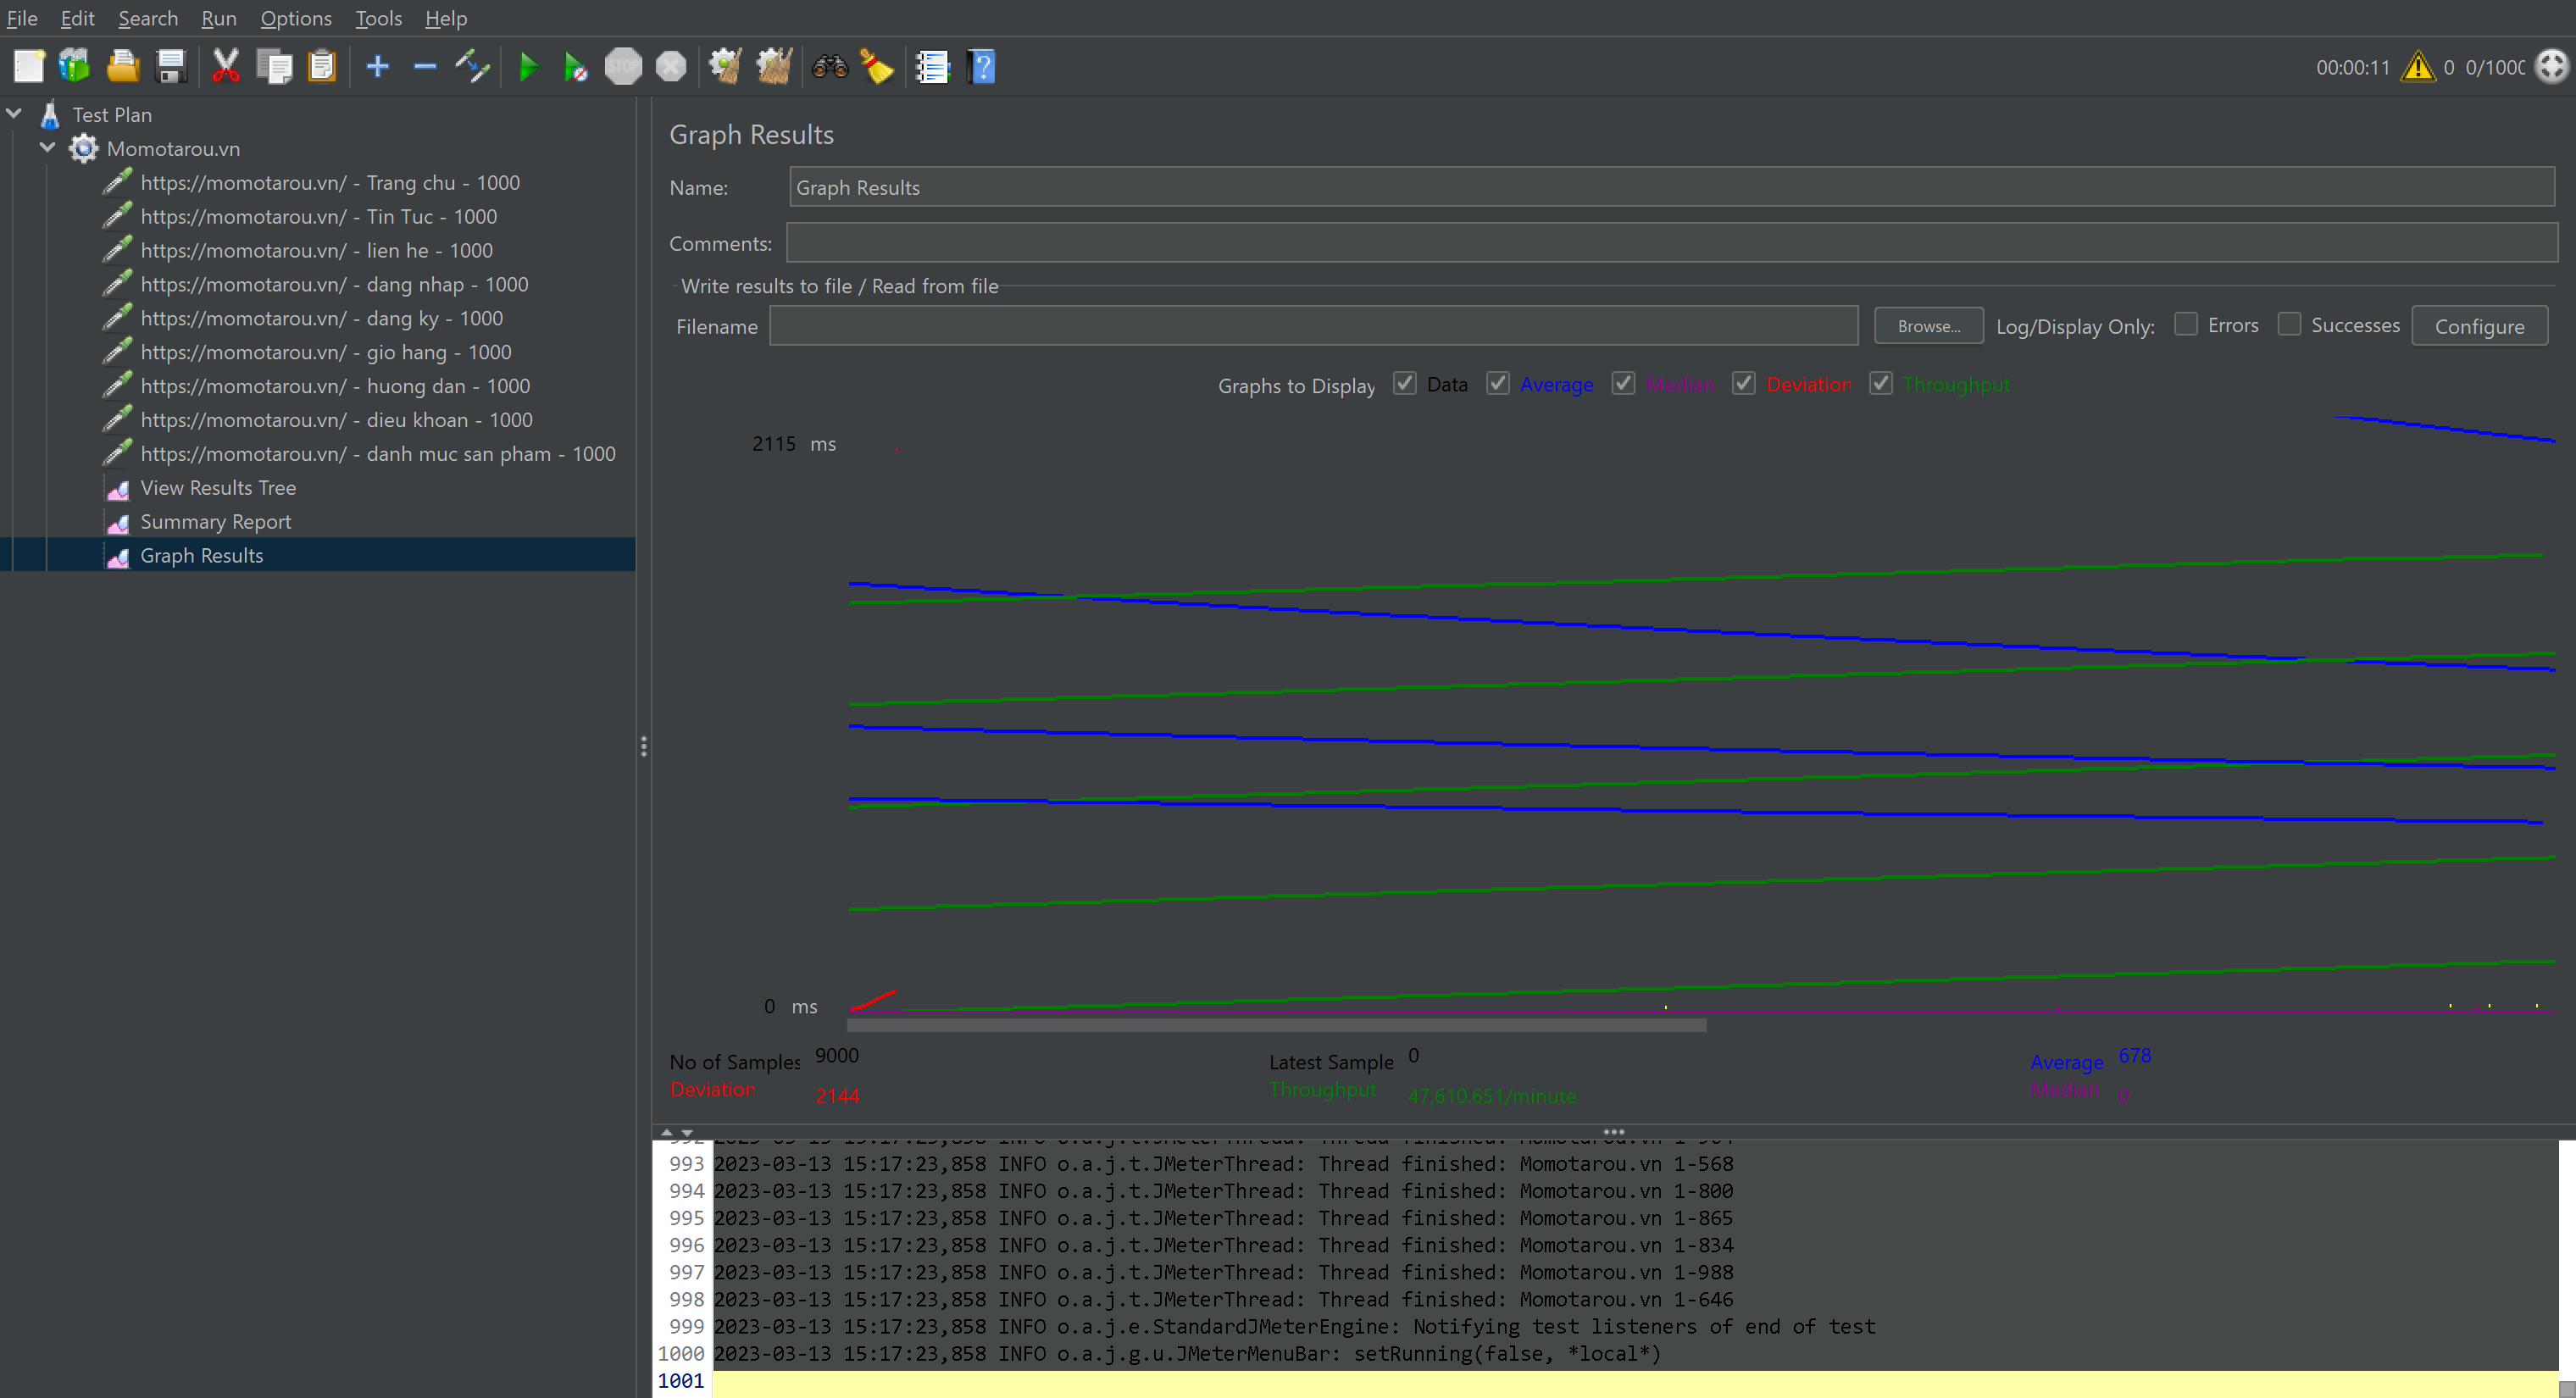 File Edit Search Run Options Tools Help
00:00:11 0 0/1000
Test Plan
Momotarou.vn
https://momotarou.vn/ - Trang chu - 1000
https://momotarou.vn/ - Tin Tuc - 1000
https://momotarou.vn/ - lien he - 1000
https://momotarou.vn/ - dang nhap - 1000
https://momotarou.vn/ - dang ky - 1000
https://momotarou.vn/ - gio hang - 1000
https://momotarou.vn/ - huong dan - 1000
https://momotarou.vn/ - dieu khoan - 1000
https://momotarou.vn/ - danh muc san pham - 1000
View Results Tree
Summary Report
Graph Results
Graph Results
Name: Graph Results
Comments:
Write results to file / Read from file
Filename Browse... Log/Display Only: Errors Successes Configure
Graphs to Display Data Average Median Deviation Throughput
2115 ms
0 ms
No of Samples 9000 Latest Sample 0 Average 678
Deviation 2144 Throughput 47,610.651/minute Median 0
993 2023-03-13 15:17:23,858 INFO o.a.j.t.JMeterThread: Thread finished: Momotarou.vn 1-568
994 2023-03-13 15:17:23,858 INFO o.a.j.t.JMeterThread: Thread finished: Momotarou.vn 1-800
995 2023-03-13 15:17:23,858 INFO o.a.j.t.JMeterThread: Thread finished: Momotarou.vn 1-865
996 2023-03-13 15:17:23,858 INFO o.a.j.t.JMeterThread: Thread finished: Momotarou.vn 1-834
997 2023-03-13 15:17:23,858 INFO o.a.j.t.JMeterThread: Thread finished: Momotarou.vn 1-988
998 2023-03-13 15:17:23,858 INFO o.a.j.t.JMeterThread: Thread finished: Momotarou.vn 1-646
999 2023-03-13 15:17:23,858 INFO o.a.j.e.StandardJMeterEngine: Notifying test listeners of end of test
1000 2023-03-13 15:17:23,858 INFO o.a.j.g.u.JMeterMenuBar: setRunning(false, *local*)
1001